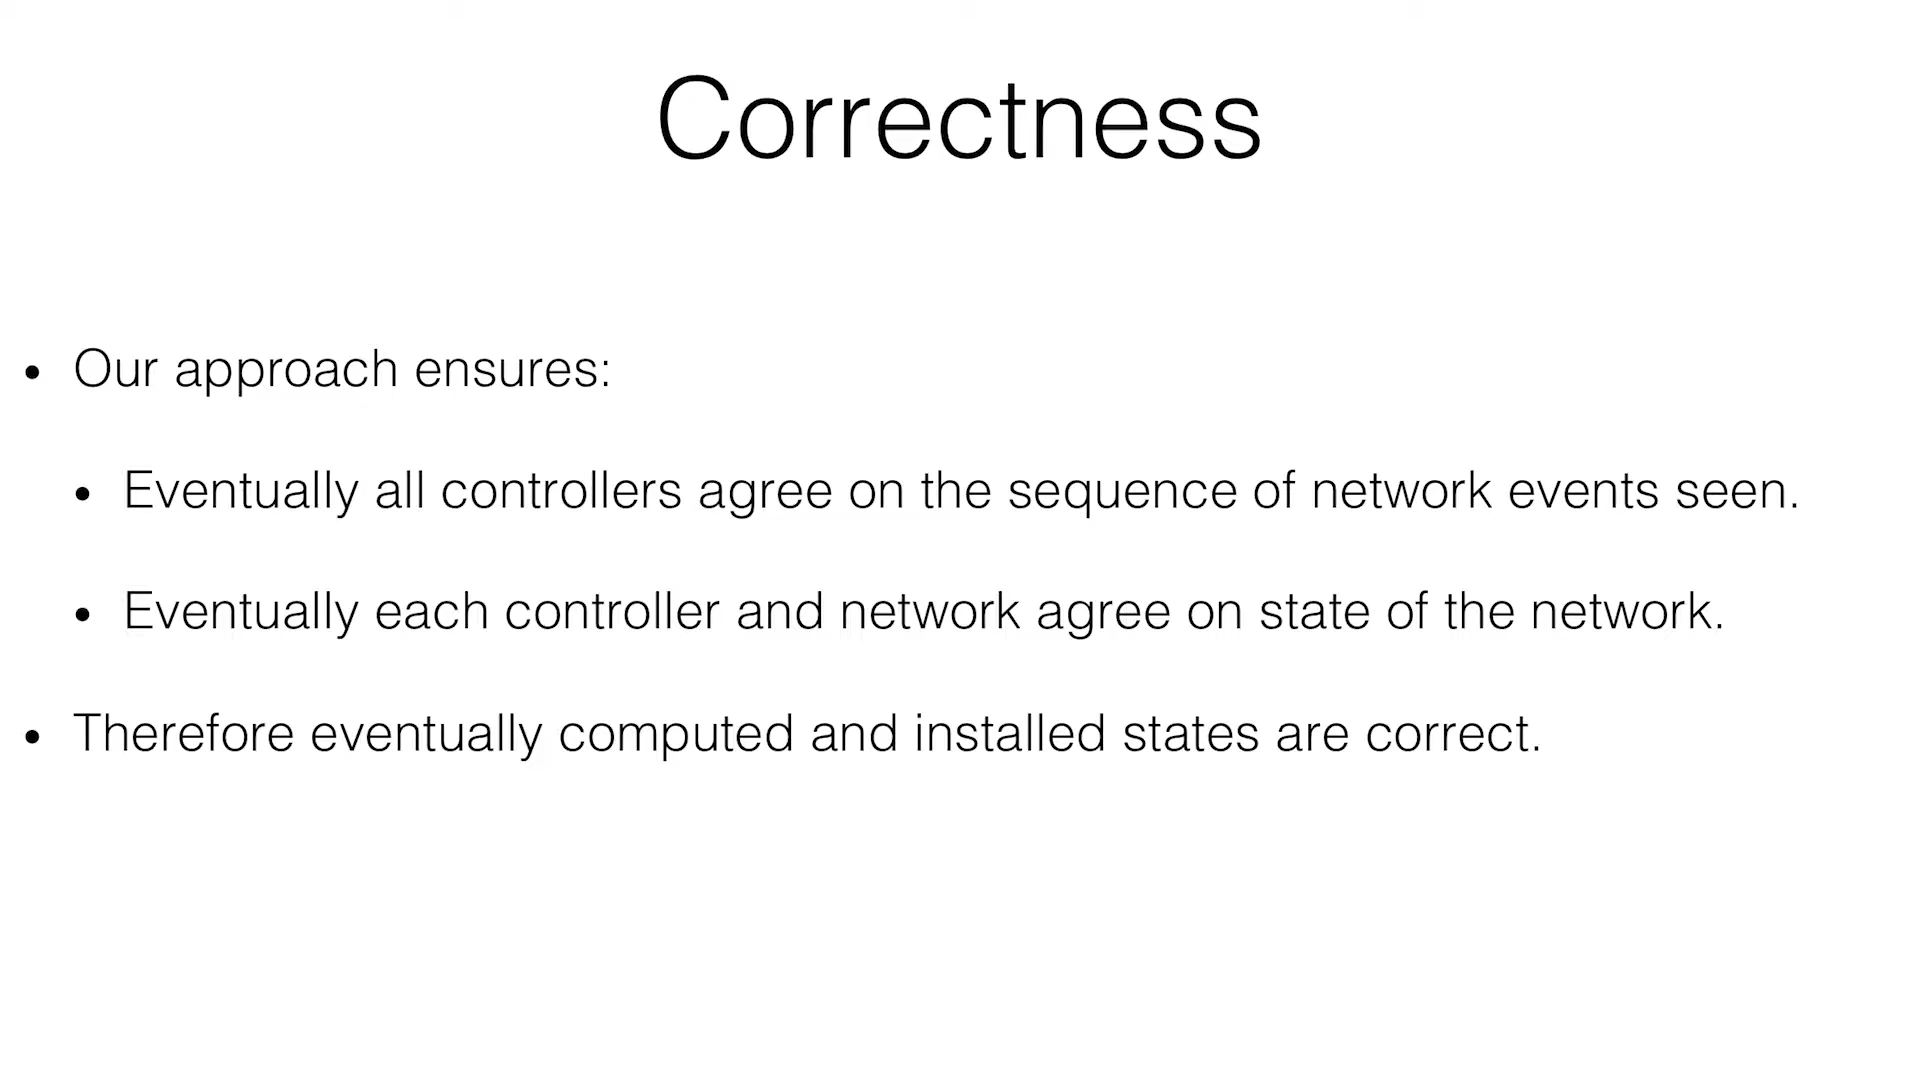 Correctness
• Our approach ensures:
• Eventually all controllers agree on the sequence of network events seen.
• Eventually each controller and network agree on state of the network.
• Therefore eventually computed and installed states are correct.